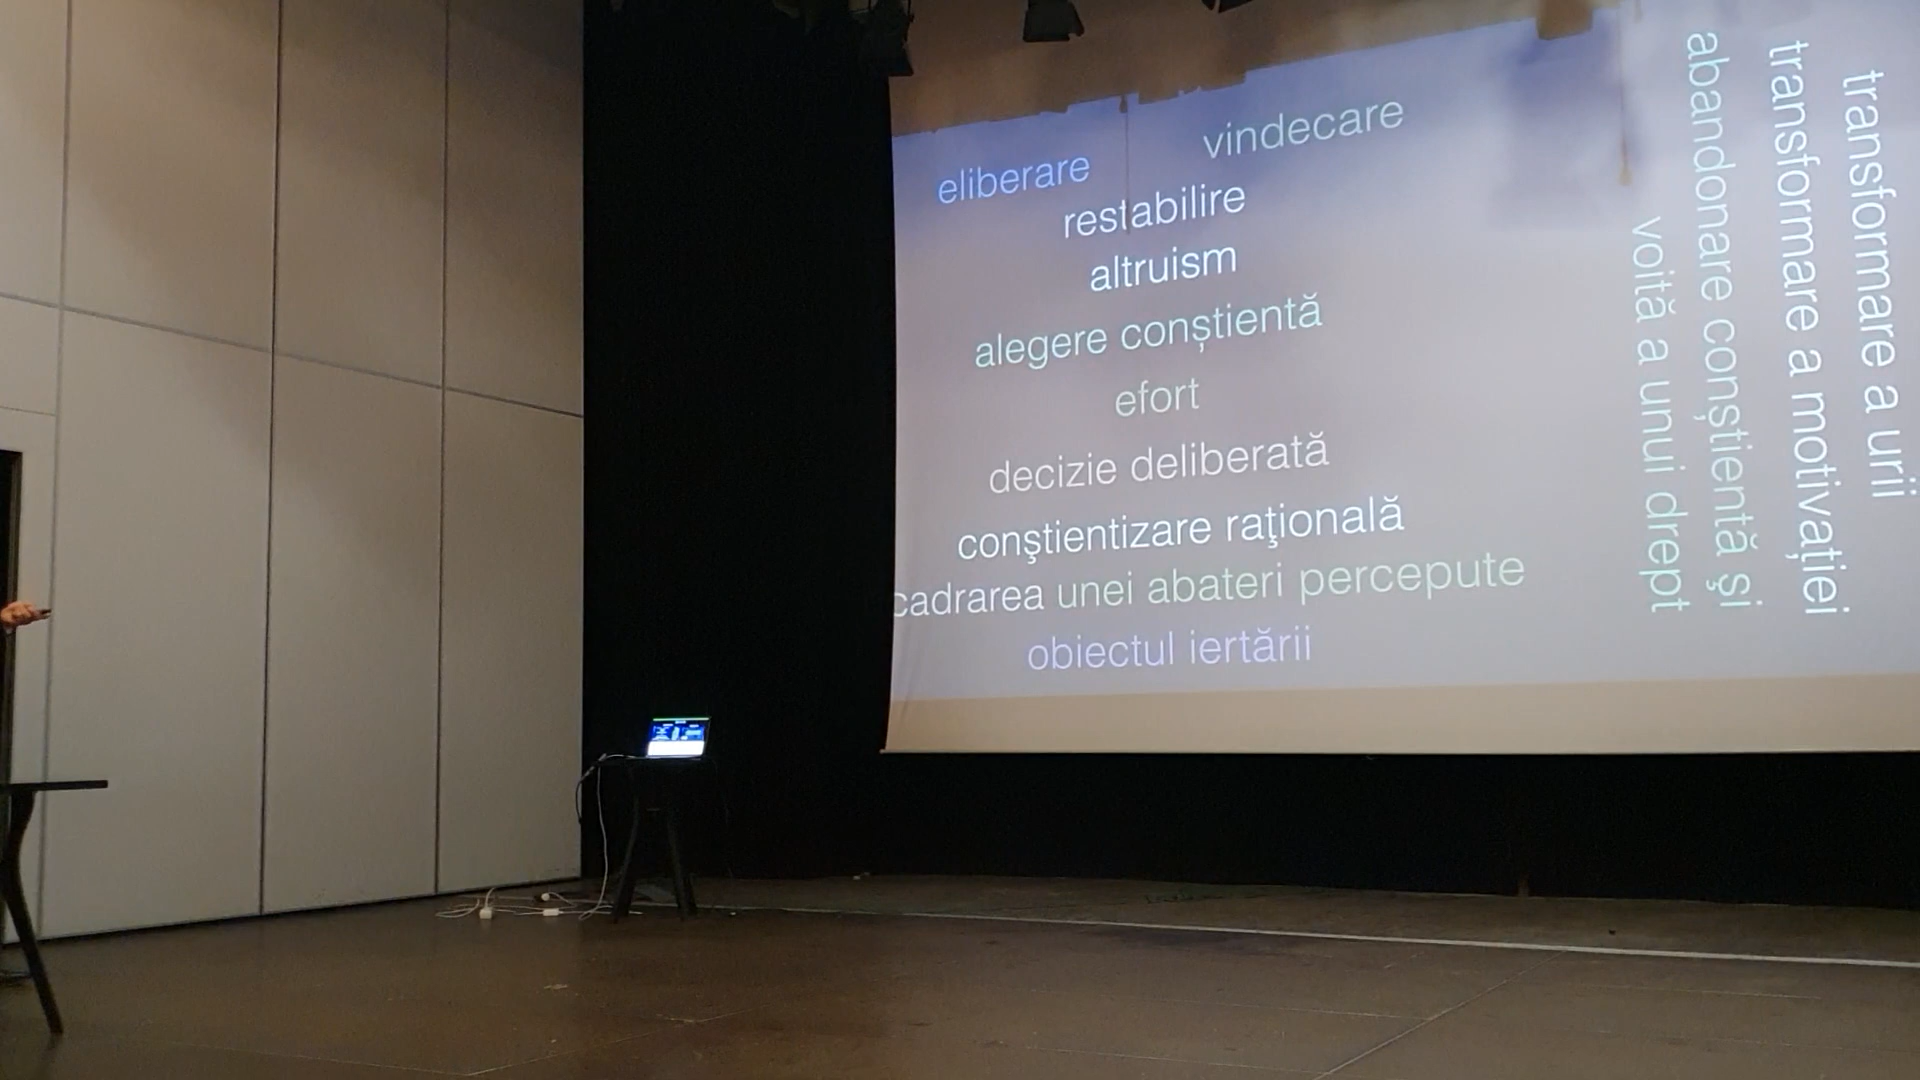 vindecare
eliberare
restabilire
altruism
alegere conștientă
efort
decizie deliberată
conştientizare raţională
cadrarea unei abateri percepute
obiectul iertării
voită a unui drept
abandonare conștientă şi
transformare a motivației
transformare a urii